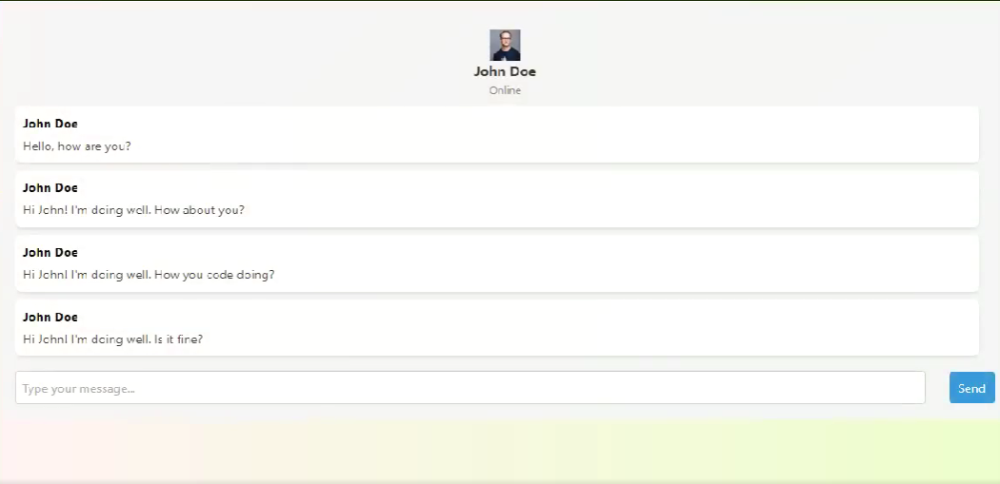 John Doe
Online
John Doe
Hello, how are you?
John Doe
Hi John! I'm doing well. How about you?
John Doe
Hi John! I'm doing well. How you code doing?
John Doe
Hi John! I'm doing well. Is it fine?
Type your message...
Send